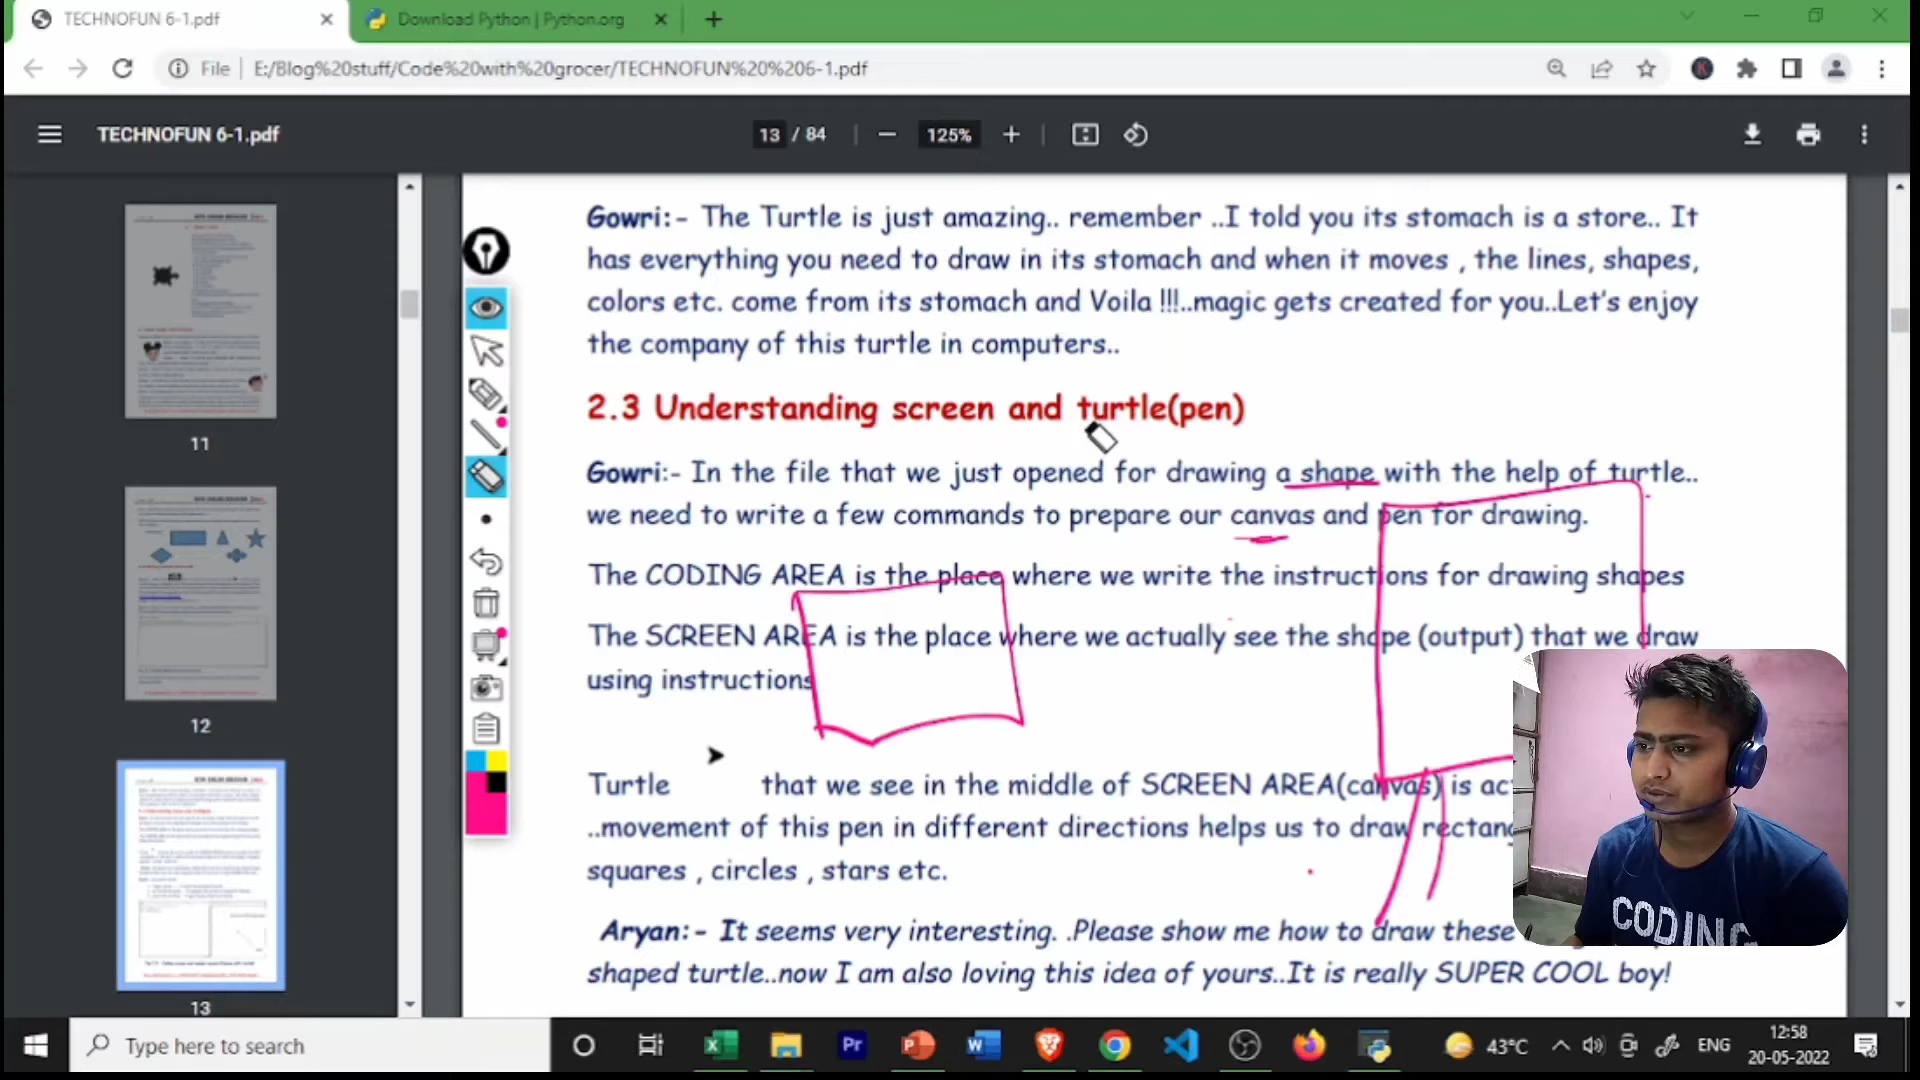 TECHNOFUN 6-1.pdf
Download Python | Python.org
File
E:/Blog%20stuff/Code%20with%20grocer/TECHNOFUN%20%206-1.pdf
TECHNOFUN 6-1.pdf
13 / 84
125%
11
12
13
Gowri:- The Turtle is just amazing.. remember ..I told you its stomach is a store.. It
has everything you need to draw in its stomach and when it moves , the lines, shapes,
colors etc. come from its stomach and Voila !!!..magic gets created for you..Let's enjoy
the company of this turtle in computers..
2.3 Understanding screen and turtle(pen)
Gowri:- In the file that we just opened for drawing a shape with the help of turtle..
we need to write a few commands to prepare our canvas and pen for drawing.
The CODING AREA is the place where we write the instructions for drawing shapes
The SCREEN AREA is the place where we actually see the shape (output) that we draw
using instructions
Turtle that we see in the middle of SCREEN AREA(canvas) is
..movement of this pen in different directions helps us to draw
squares , circles , stars etc.
Aryan:- It seems very interesting. .Please show me how to draw these
shaped turtle..now I am also loving this idea of yours..It is really SUPER COOL boy!
CODING
Type here to search
Pr
43°C
ENG
12:58
20-05-2022